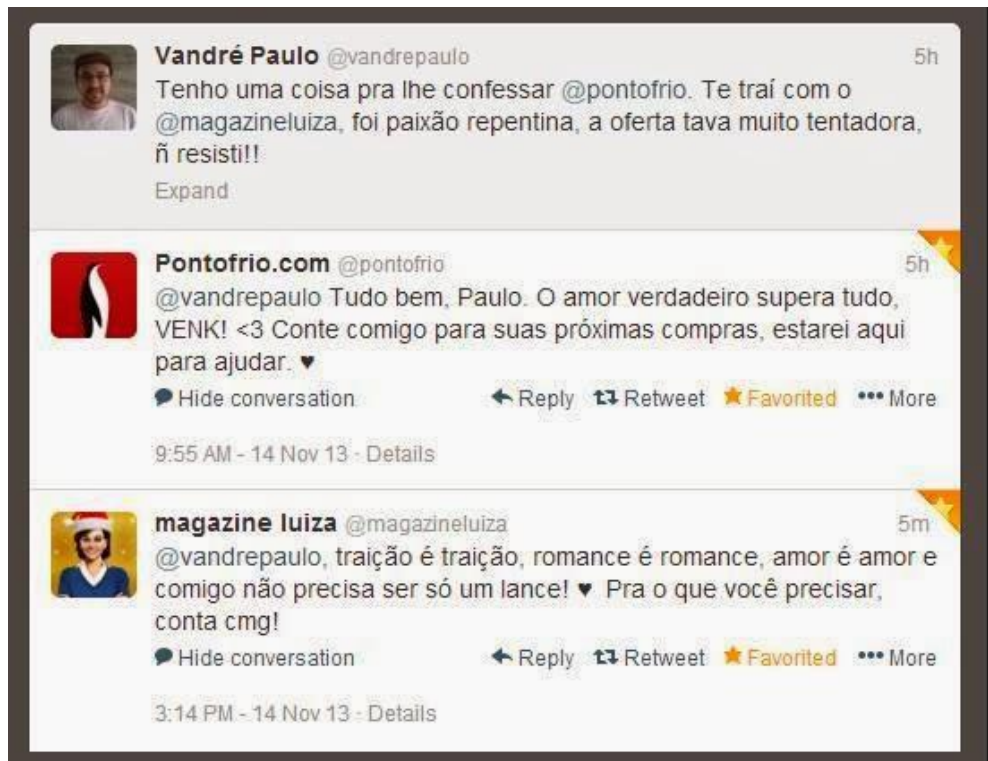 Vandré Paulo @vandrepaulo 5h
Tenho uma coisa pra lhe confessar @pontofrio. Te traí com o
@magazineluiza, foi paixão repentina, a oferta tava muito tentadora,
ñ resisti!!
Expand
Pontofrio.com @pontofrio 5h
@vandrepaulo Tudo bem, Paulo. O amor verdadeiro supera tudo,
VENK! <3 Conte comigo para suas próximas compras, estarei aqui
para ajudar. ♥
Hide conversation Reply Retweet Favorited ••• More
9:55 AM - 14 Nov 13 · Details
magazine luiza @magazineluiza 5m
@vandrepaulo, traição é traição, romance é romance, amor é amor e
comigo não precisa ser só um lance! ♥ Pra o que você precisar,
conta cmg!
Hide conversation Reply Retweet Favorited ••• More
3:14 PM - 14 Nov 13 · Details